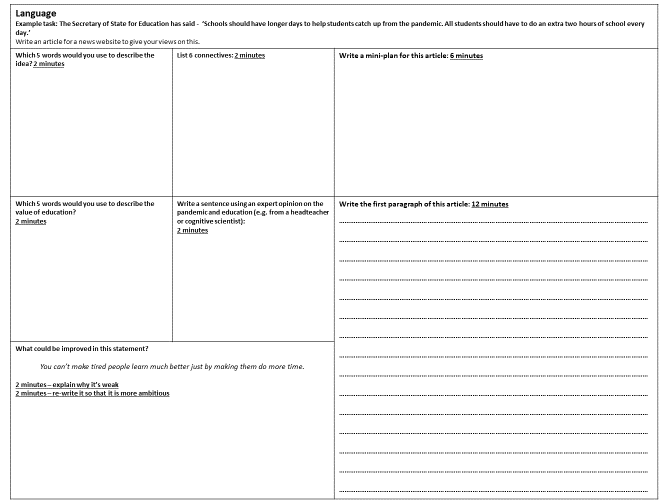 Language
Example task: The Secretary of State for Education has said - 'Schools should have longer days to help students catch up from the pandemic. All students should have to do an extra two hours of school every
day.'
Write an article for a news website to give your views on this.
Which 5 words would you use to describe the
idea? 2 minutes
List 6 connectives: 2 minutes
Write a mini-plan for this article: 6 minutes
Which 5 words would you use to describe the
value of education?
2 minutes
Write a sentence using an expert opinion on the
pandemic and education (e.g. from a headteacher
or cognitive scientist):
2 minutes
Write the first paragraph of this article: 12 minutes
What could be improved in this statement?
You can't make tired people learn much better just by making them do more time.
2 minutes – explain why it's weak
2 minutes – re-write it so that it is more ambitious